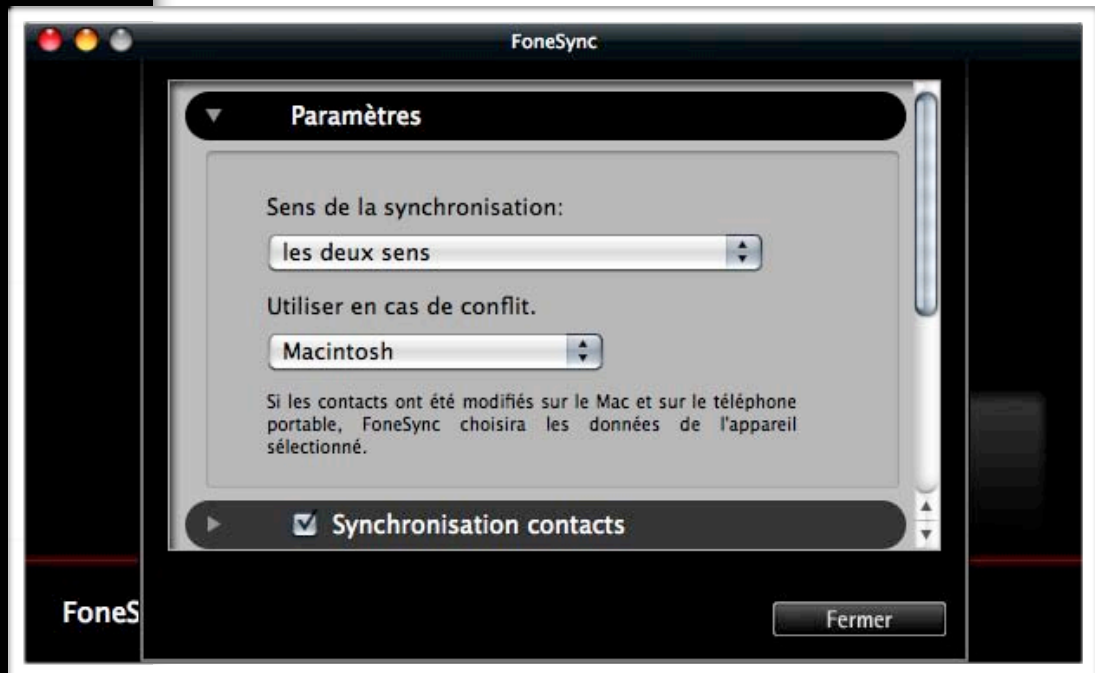 FoneSync
Paramètres
Sens de la synchronisation:
les deux sens
Utiliser en cas de conflit.
Macintosh
Si les contacts ont été modifiés sur le Mac et sur le téléphone
portable, FoneSync choisira les données de l'appareil
sélectionné.
Synchronisation contacts
FoneS
Fermer